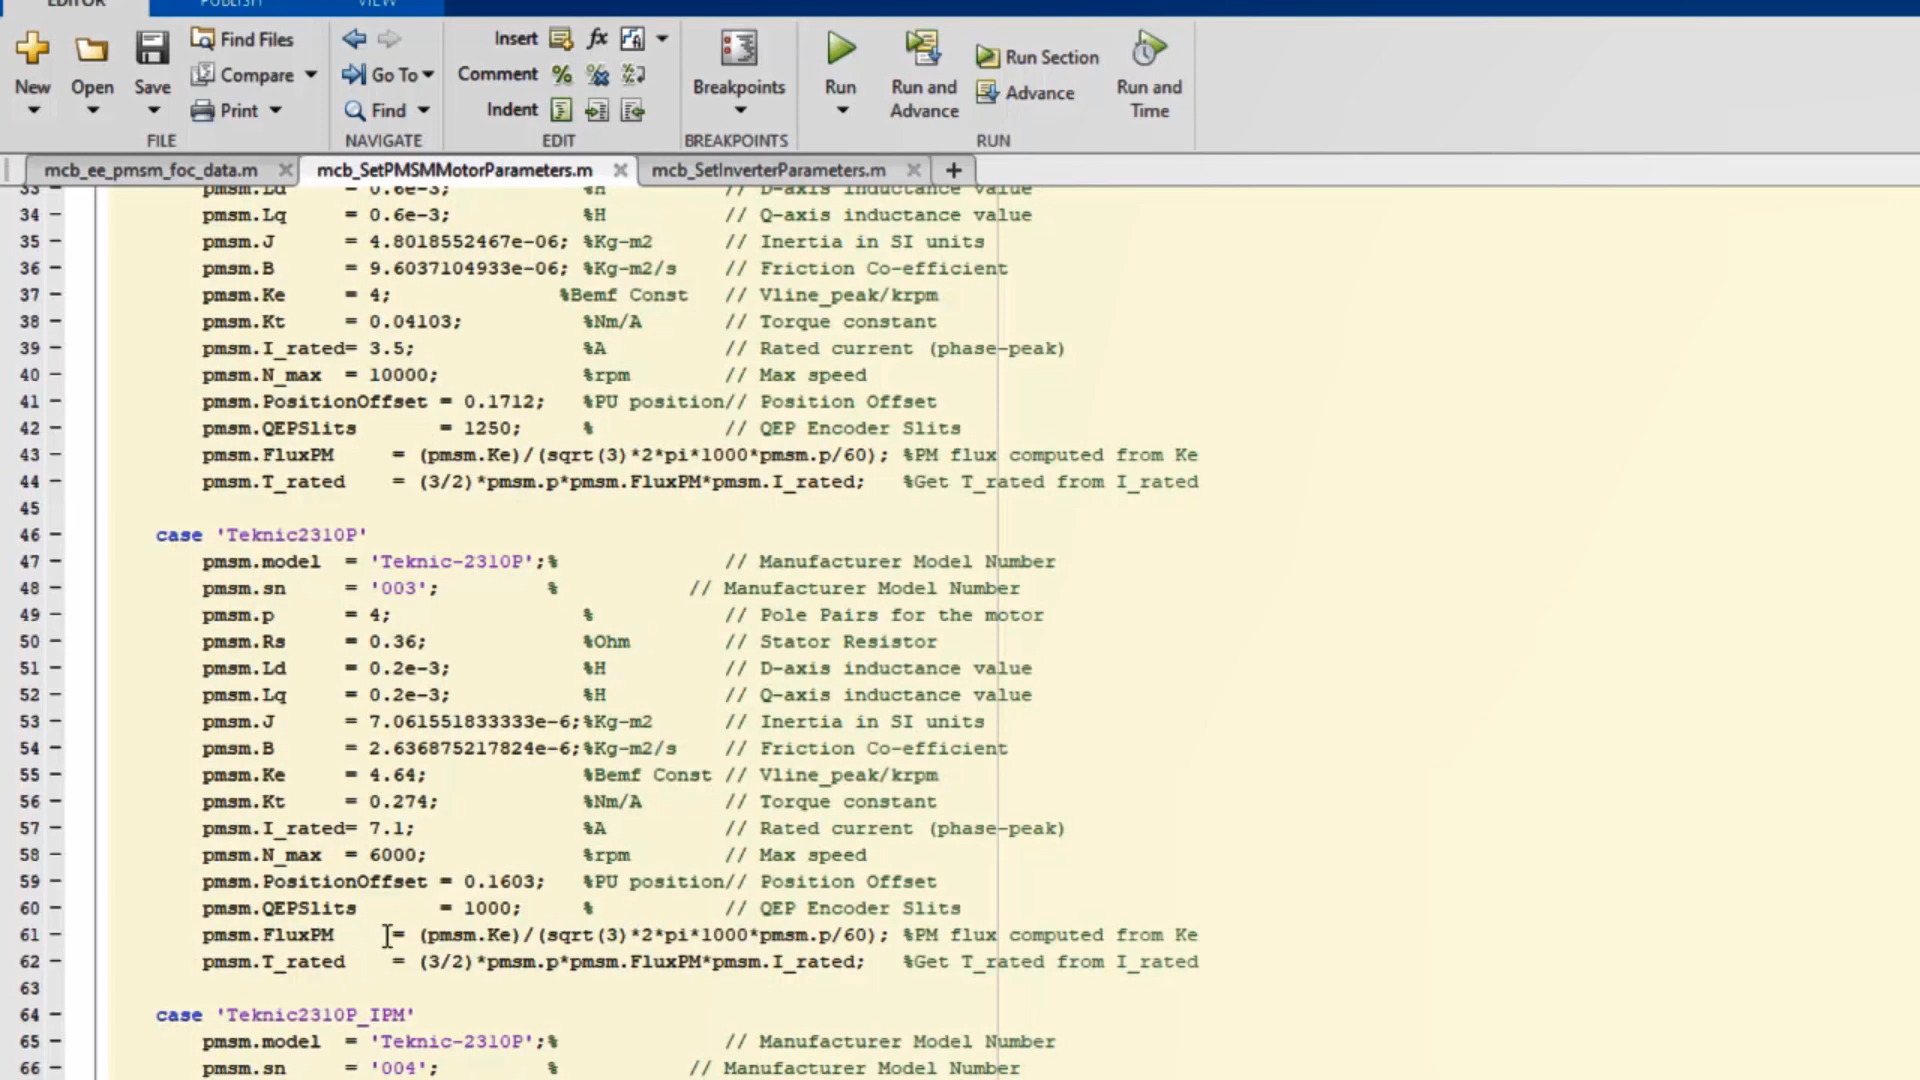 EDITOR
PUBLISH
VIEW
New
Open
Save
Find Files
Compare
Print
FILE
Go To
Find
NAVIGATE
Insert
fx
Comment
Indent
EDIT
Breakpoints
BREAKPOINTS
Run
Run and Advance
Run Section
Advance
Run and Time
RUN
mcb_ee_pmsm_foc_data.m
mcb_SetPMSMMotorParameters.m
mcb_SetInverterParameters.m
33 - pmsm.Ld = 0.6e-3; %H // D-axis inductance value
34 - pmsm.Lq = 0.6e-3; %H // Q-axis inductance value
35 - pmsm.J = 4.8018552467e-06; %Kg-m2 // Inertia in SI units
36 - pmsm.B = 9.6037104933e-06; %Kg-m2/s // Friction Co-efficient
37 - pmsm.Ke = 4; %Bemf Const // Vline_peak/krpm
38 - pmsm.Kt = 0.04103; %Nm/A // Torque constant
39 - pmsm.I_rated= 3.5; %A // Rated current (phase-peak)
40 - pmsm.N_max = 10000; %rpm // Max speed
41 - pmsm.PositionOffset = 0.1712; %PU position// Position Offset
42 - pmsm.QEPSlits = 1250; % // QEP Encoder Slits
43 - pmsm.FluxPM = (pmsm.Ke)/(sqrt(3)*2*pi*1000*pmsm.p/60); %PM flux computed from Ke
44 - pmsm.T_rated = (3/2)*pmsm.p*pmsm.FluxPM*pmsm.I_rated; %Get T_rated from I_rated
45
46 - case 'Teknic2310P'
47 - pmsm.model = 'Teknic-2310P';% // Manufacturer Model Number
48 - pmsm.sn = '003'; % // Manufacturer Model Number
49 - pmsm.p = 4; % // Pole Pairs for the motor
50 - pmsm.Rs = 0.36; %Ohm // Stator Resistor
51 - pmsm.Ld = 0.2e-3; %H // D-axis inductance value
52 - pmsm.Lq = 0.2e-3; %H // Q-axis inductance value
53 - pmsm.J = 7.061551833333e-6;%Kg-m2 // Inertia in SI units
54 - pmsm.B = 2.636875217824e-6;%Kg-m2/s // Friction Co-efficient
55 - pmsm.Ke = 4.64; %Bemf Const // Vline_peak/krpm
56 - pmsm.Kt = 0.274; %Nm/A // Torque constant
57 - pmsm.I_rated= 7.1; %A // Rated current (phase-peak)
58 - pmsm.N_max = 6000; %rpm // Max speed
59 - pmsm.PositionOffset = 0.1603; %PU position// Position Offset
60 - pmsm.QEPSlits = 1000; % // QEP Encoder Slits
61 - pmsm.FluxPM = (pmsm.Ke)/(sqrt(3)*2*pi*1000*pmsm.p/60); %PM flux computed from Ke
62 - pmsm.T_rated = (3/2)*pmsm.p*pmsm.FluxPM*pmsm.I_rated; %Get T_rated from I_rated
63
64 - case 'Teknic2310P_IPM'
65 - pmsm.model = 'Teknic-2310P';% // Manufacturer Model Number
66 - pmsm.sn = '004'; % // Manufacturer Model Number